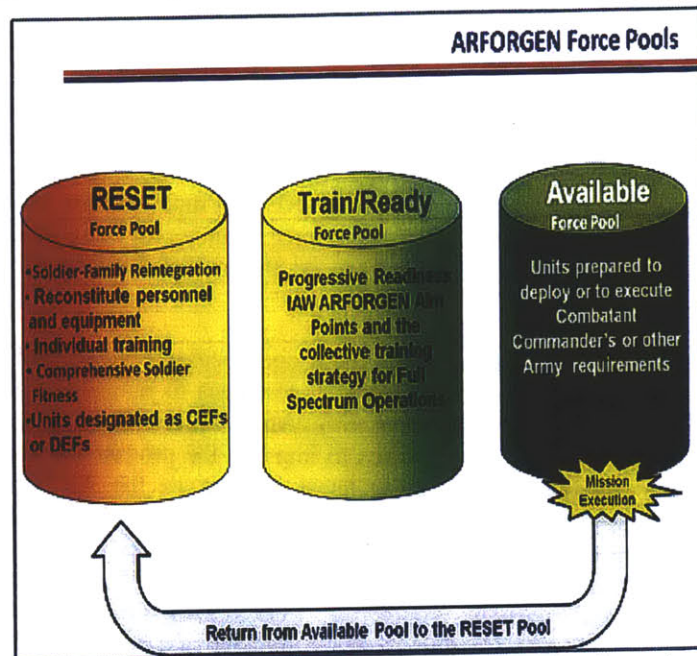 ARFORGEN Force Pools
RESET
Force Pool
•Soldier-Family Reintegration
• Reconstitute personnel
and equipment
• Individual training
• Comprehensive Soldier
Fitness
•Units designated as CEFs
or DEFs
Train/Ready
Force Pool
Progressive Readiness
IAW ARFORGEN Aim
Points and the
collective training
strategy for Full
Spectrum Operations
Available
Force Pool
Units prepared to
deploy or to execute
Combatant
Commander's or other
Army requirements
Mission
Execution
Return from Available Pool to the RESET Pool